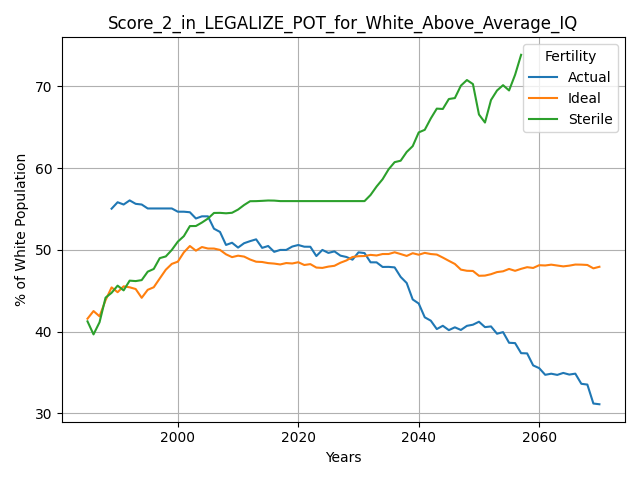 Score_2_in_LEGALIZE_POT_for_White_Above_Average_IQ
Fertility
Actual
Ideal
Sterile
% of White Population
70
60
50
40
30
2000
2020
2040
2060
Years